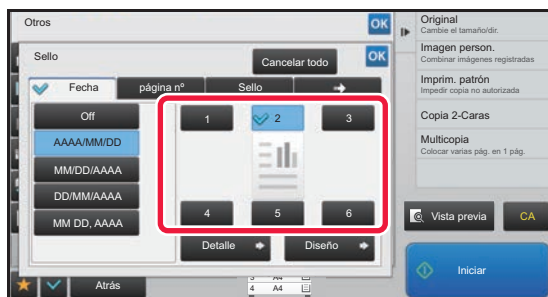 Otros
OK
Sello
Cancelar todo
OK
Fecha
página nº
Sello
Off
AAAA/MM/DD
MM/DD/AAAA
DD/MM/AAAA
MM DD, AAAA
1
2
3
4
5
6
Detalle
Diseño
Atrás
A4
4 A4
Original
Cambie el tamaño/dir.
Imagen person.
Combinar imágenes registradas
Imprim. patrón
Impedir copia no autorizada
Copia 2-Caras
Multicopia
Colocar varias pág. en 1 pág.
Vista previa
CA
Iniciar